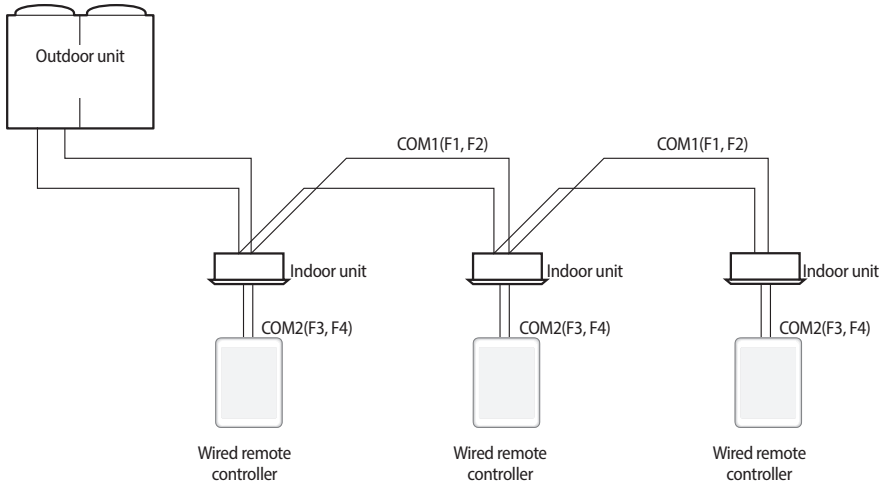 Outdoor unit
COM1(F1, F2)
COM1(F1, F2)
Indoor unit
Indoor unit
Indoor unit
COM2(F3, F4)
COM2(F3, F4)
COM2(F3, F4)
Wired remote
controller
Wired remote
controller
Wired remote
controller